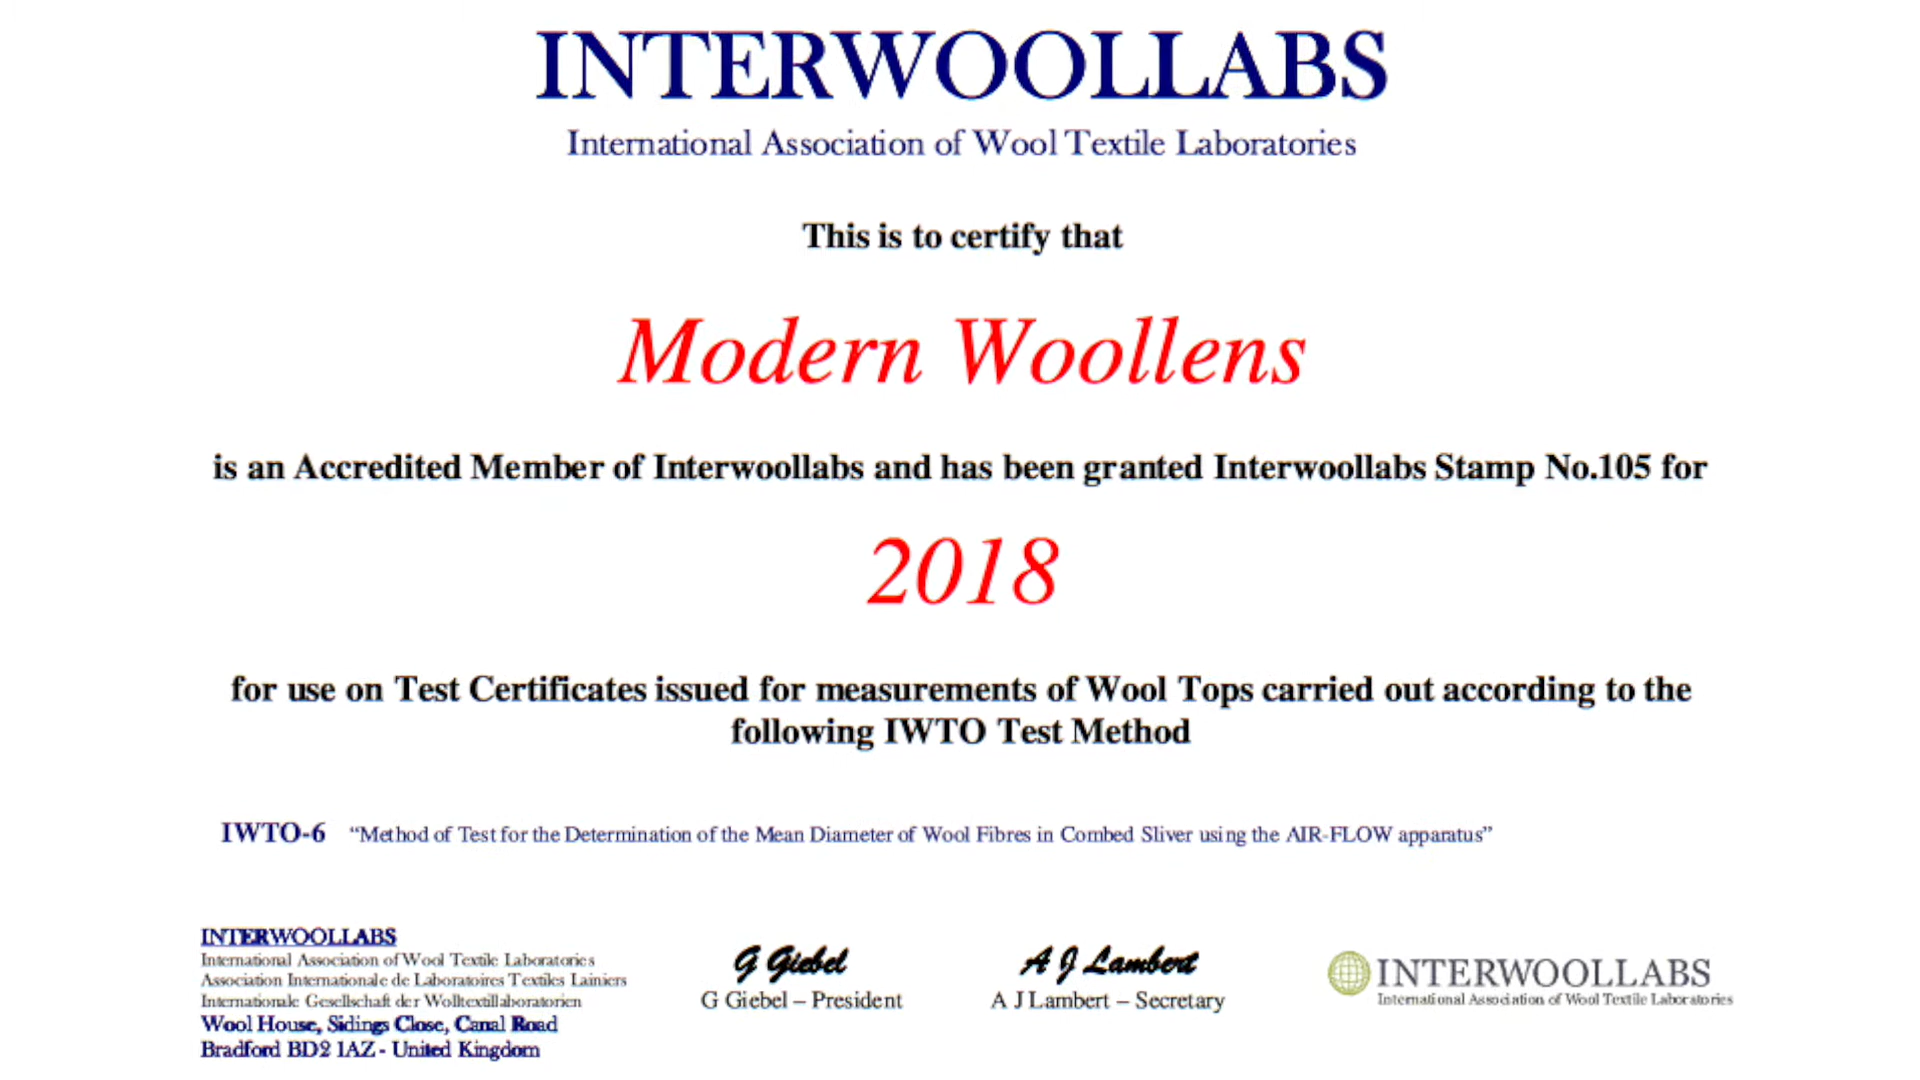 INTERWOOLLABS
International Association of Wool Textile Laboratories
This is to certify that
Modern Woollens
is an Accredited Member of Interwoollabs and has been granted Interwoollabs Stamp No.105 for
2018
for use on Test Certificates issued for measurements of Wool Tops carried out according to the
following IWTO Test Method
IWTO-6 “Method of Test for the Determination of the Mean Diameter of Wool Fibres in Combed Sliver using the AIR-FLOW apparatus”
INTERWOOLLABS
International Association of Wool Textile Laboratories
Association Internationale de Laboratoires Textiles Lainiers
Internationale Gesellschaft der Wolltextillaboratorien
Wool House, Sidings Close, Canal Road
Bradford BD2 1AZ - United Kingdom
G Giebel
G Giebel – President
A J Lambert
A J Lambert – Secretary
INTERWOOLLABS
International Association of Wool Textile Laboratories